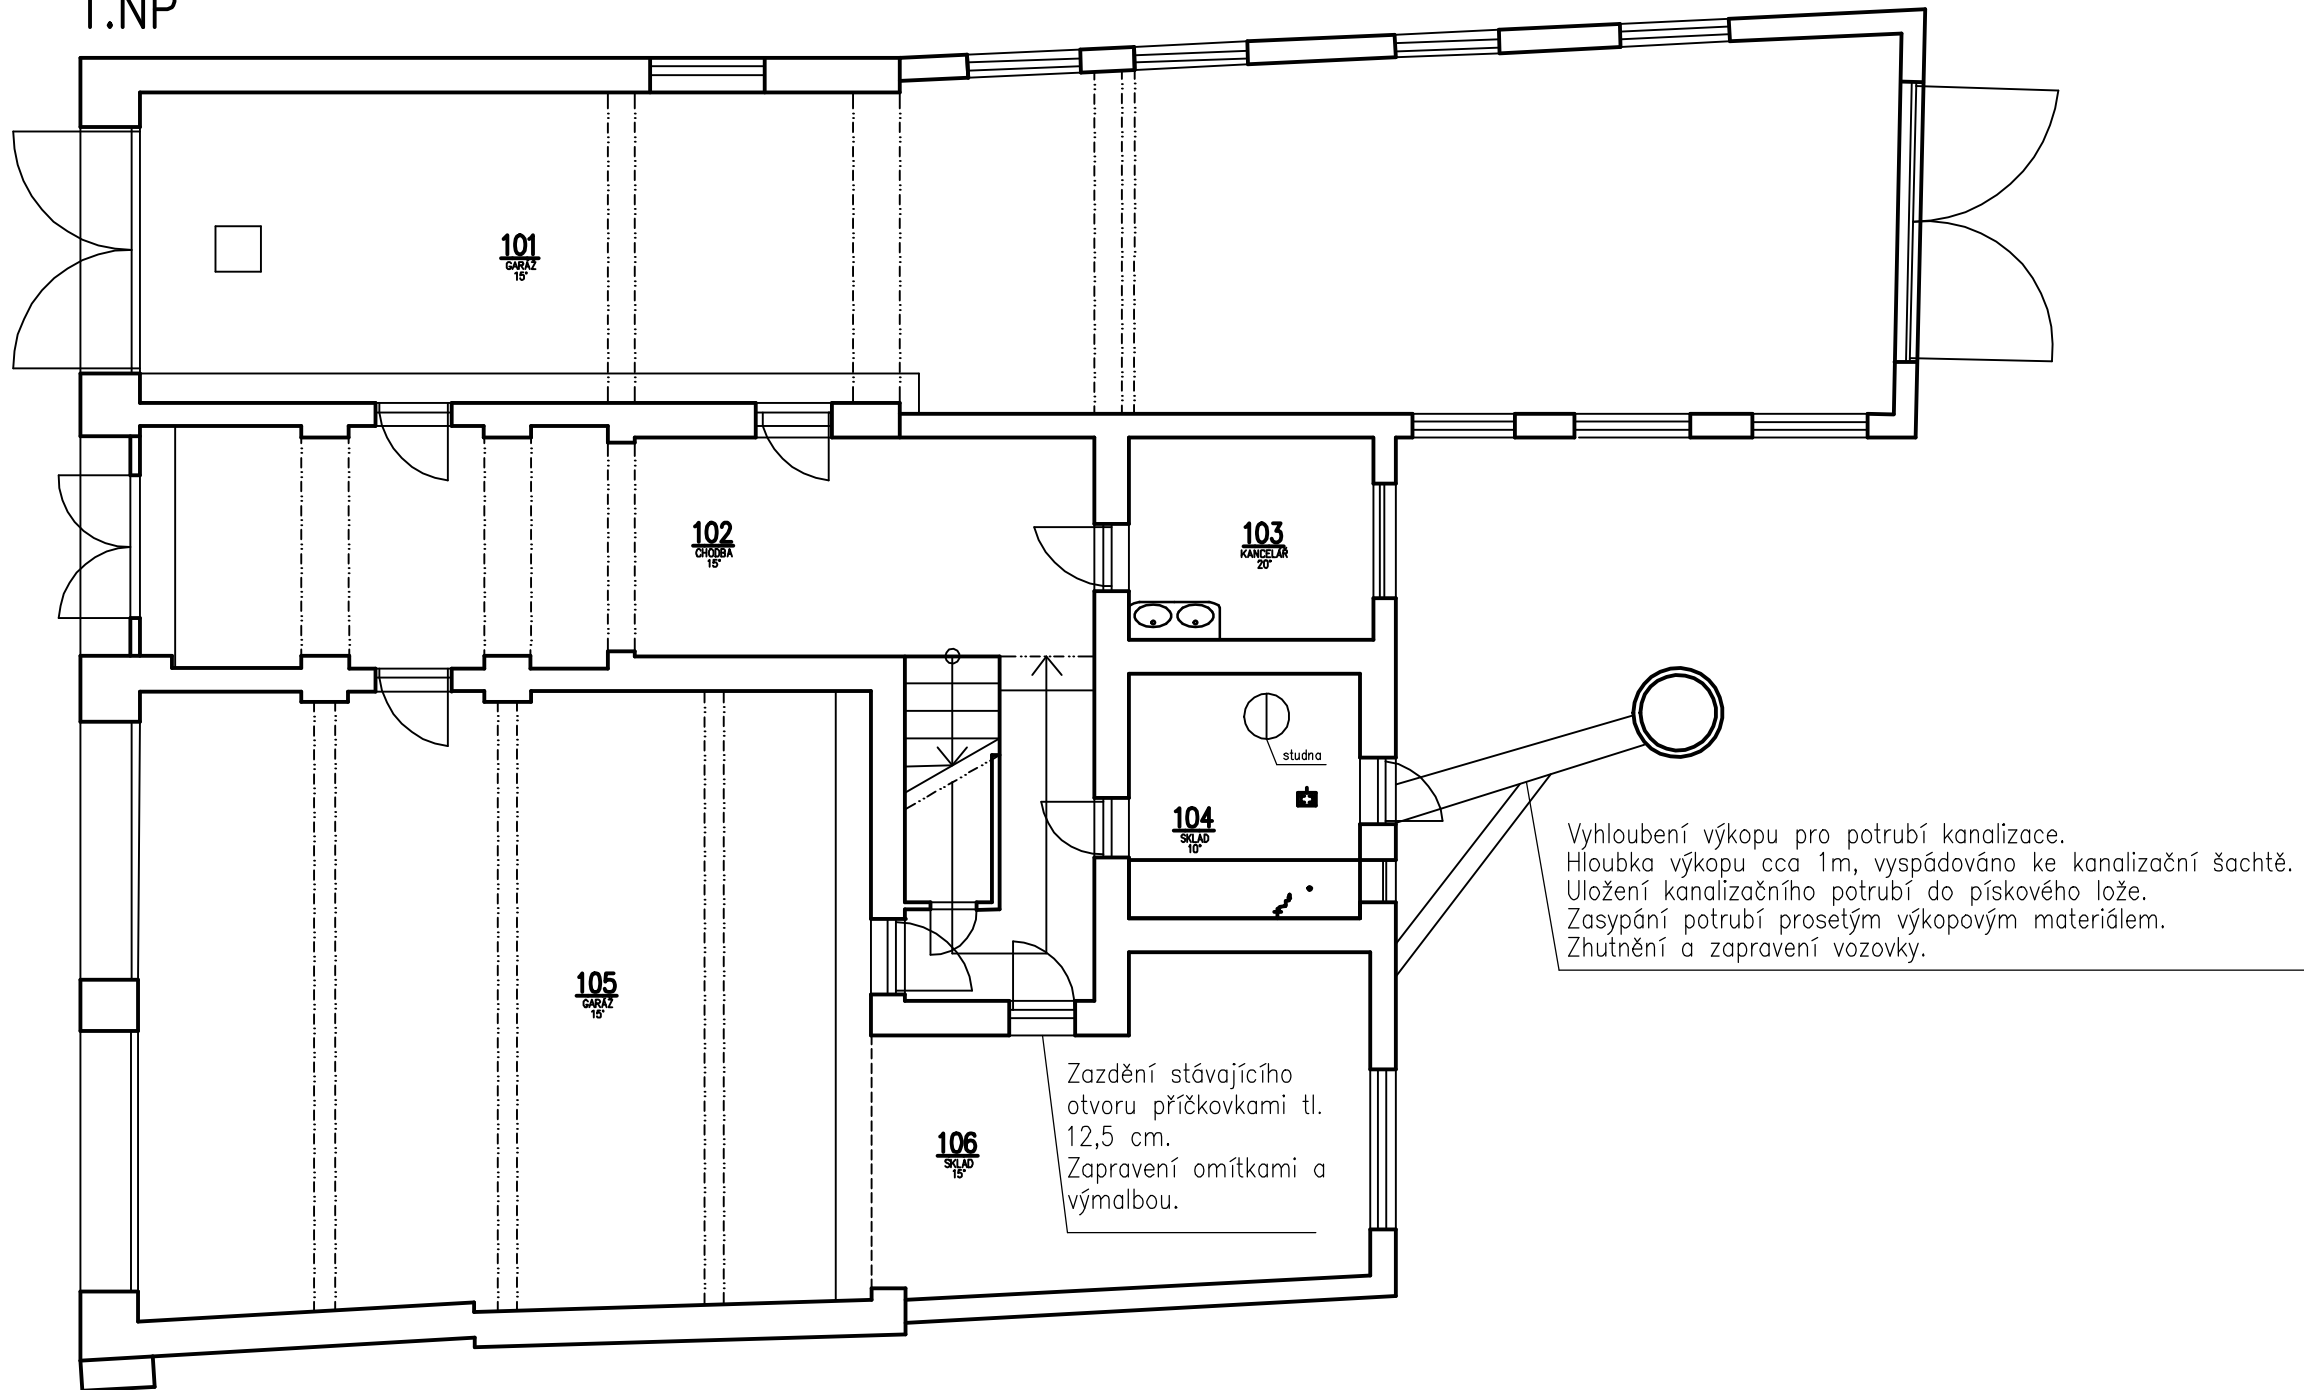 1.NP
101
GARÁŽ
15°
102
CHODBA
15°
103
KANCELÁŘ
20°
studna
104
SKLAD
10°
Vyhloubení výkopu pro potrubí kanalizace.
Hloubka výkopu cca 1m, vyspádováno ke kanalizační šachtě.
Uložení kanalizačního potrubí do pískového lože.
Zasypání potrubí prosetým výkopovým materiálem.
Zhutnění a zapravení vozovky.
105
GARÁŽ
15°
Zazdění stávajícího
otvoru příčkovkami tl.
12,5 cm.
Zapravení omítkami a
výmalbou.
106
SKLAD
15°